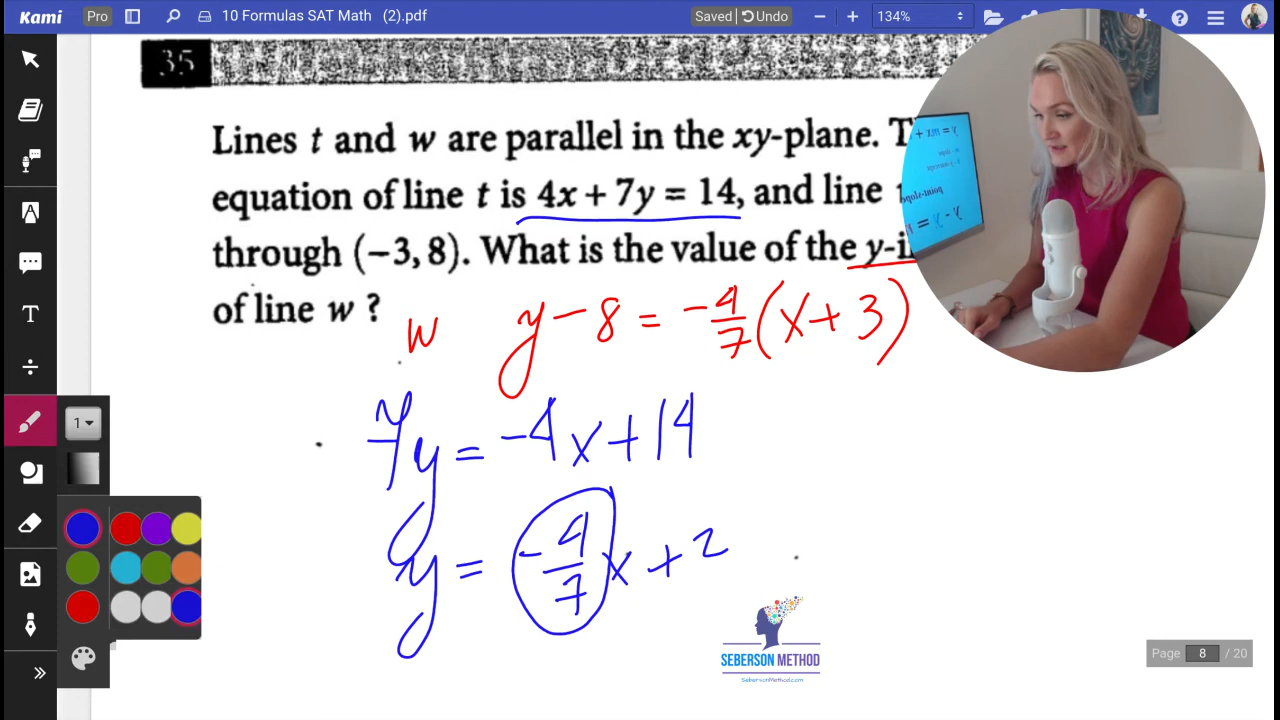 Kami Pro 10 Formulas SAT Math (2).pdf Saved Undo 134%
35
Lines t and w are parallel in the xy-plane. T
equation of line t is 4x + 7y = 14, and line
through (−3, 8). What is the value of the y-i
of line w ?
w y − 8 = −4/7(x + 3)
7y = −4x + 14
y = −4/7x + 2
1
SEBERSON METHOD
SebersonMethod.com
Page 8 / 20